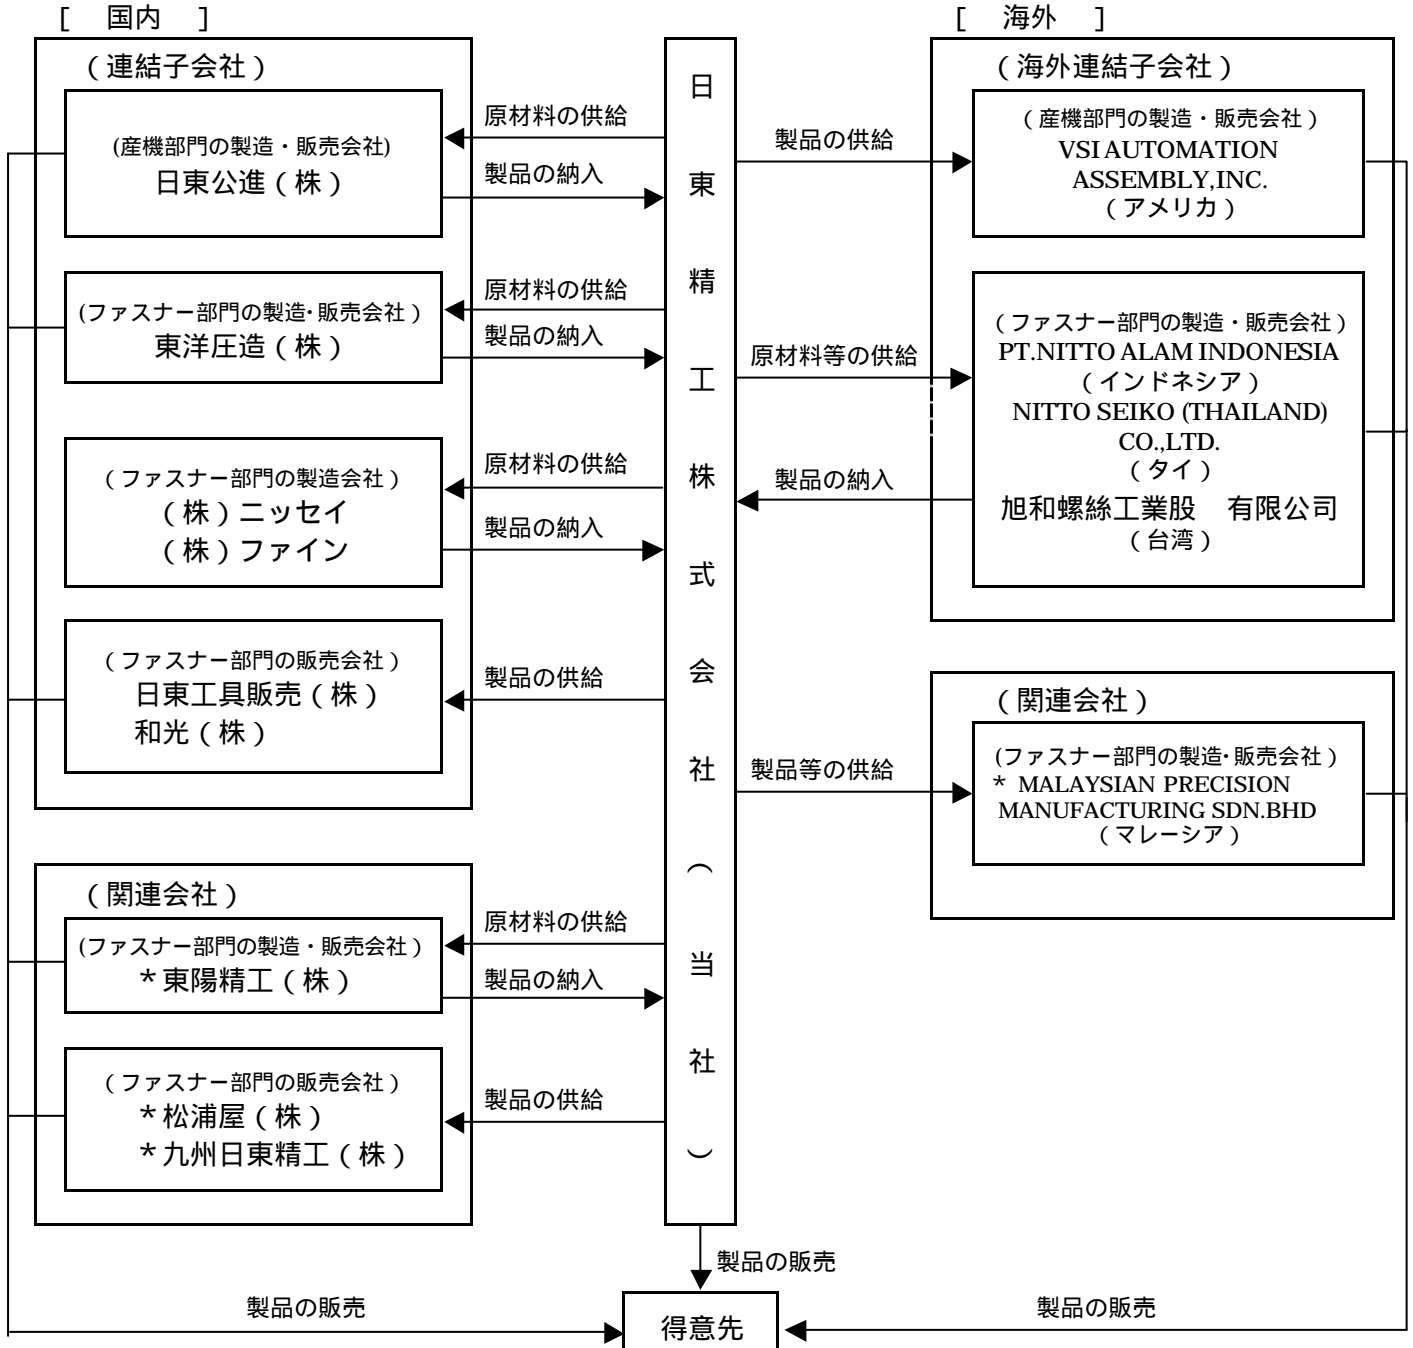 [ 国内 ]
(連結子会社)
(産機部門の製造・販売会社)
日東公進(株)
(ファスナー部門の製造・販売会社)
東洋圧造(株)
(ファスナー部門の製造会社)
(株)ニッセイ
(株)ファイン
(ファスナー部門の販売会社)
日東工具販売(株)
和光(株)
(関連会社)
(ファスナー部門の製造・販売会社)
*東陽精工(株)
(ファスナー部門の販売会社)
*松浦屋(株)
*九州日東精工(株)
原材料の供給
製品の納入
原材料の供給
製品の納入
原材料の供給
製品の納入
製品の供給
原材料の供給
製品の納入
製品の供給
日東精工株式会社(当社)
製品の供給
原材料等の供給
製品の納入
製品等の供給
[ 海外 ]
(海外連結子会社)
(産機部門の製造・販売会社)
VSI AUTOMATION
ASSEMBLY,INC.
(アメリカ)
(ファスナー部門の製造・販売会社)
PT.NITTO ALAM INDONESIA
(インドネシア)
NITTO SEIKO (THAILAND)
CO.,LTD.
(タイ)
旭和螺絲工業股 有限公司
(台湾)
(関連会社)
(ファスナー部門の製造・販売会社)
* MALAYSIAN PRECISION
MANUFACTURING SDN.BHD
(マレーシア)
製品の販売
製品の販売
得意先
製品の販売